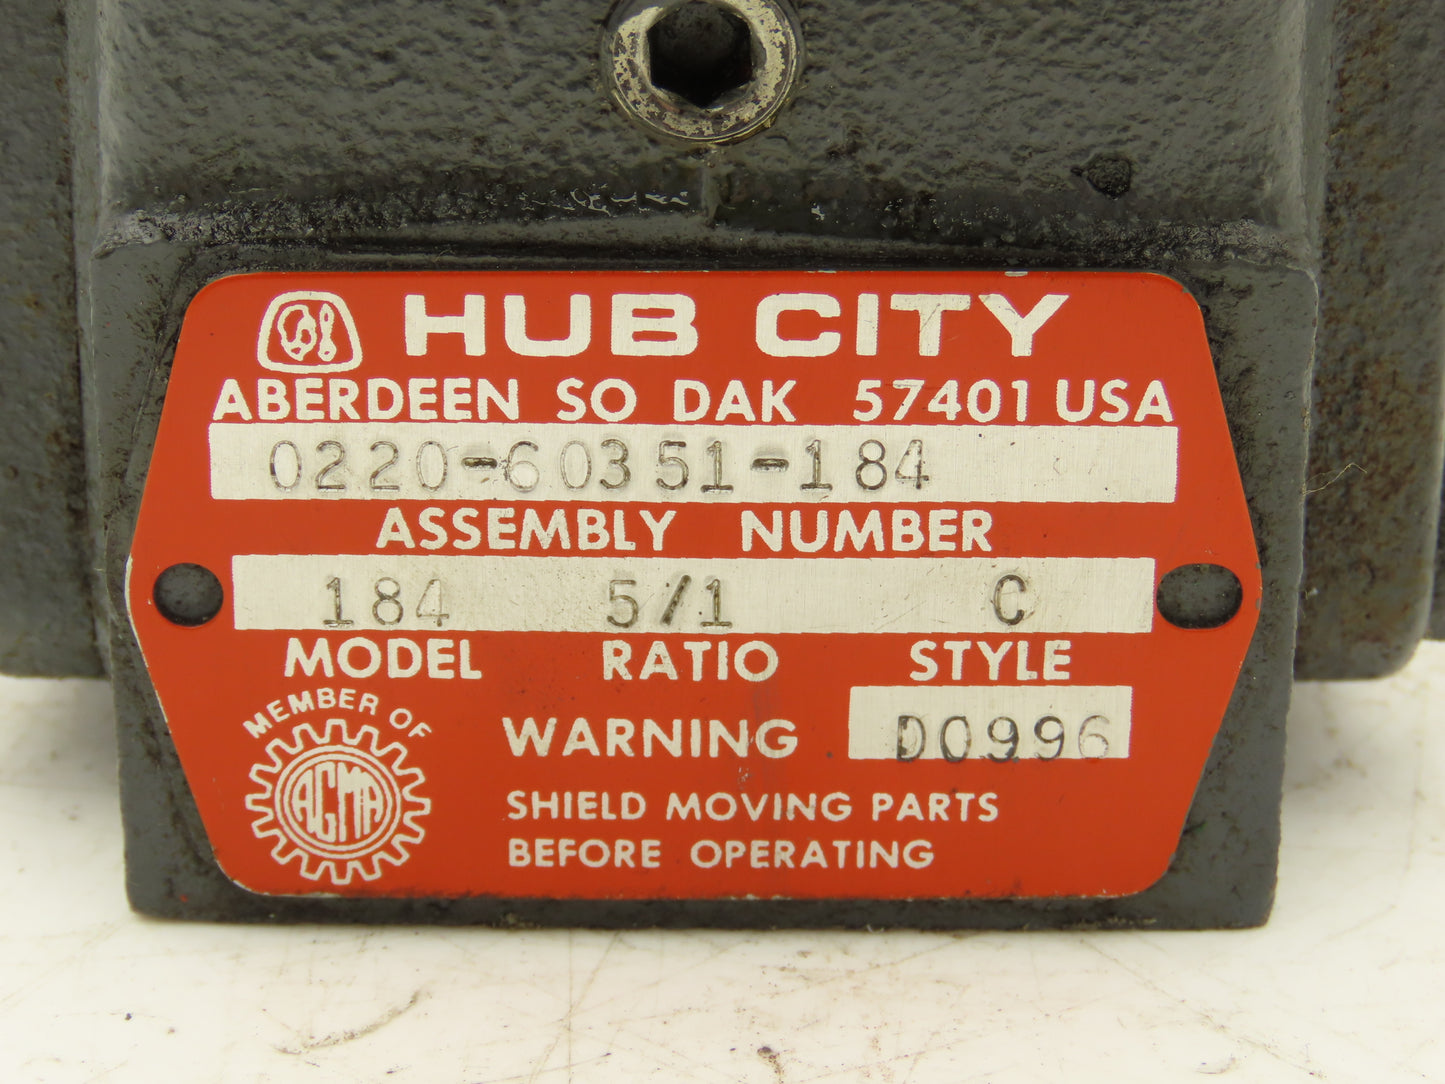 HUB CITY
ABERDEEN SO DAK 57401 USA
0220-60351-184
ASSEMBLY NUMBER
184 5/1 C
MODEL RATIO STYLE
MEMBER OF
AGMA
WARNING D0996
SHIELD MOVING PARTS
BEFORE OPERATING